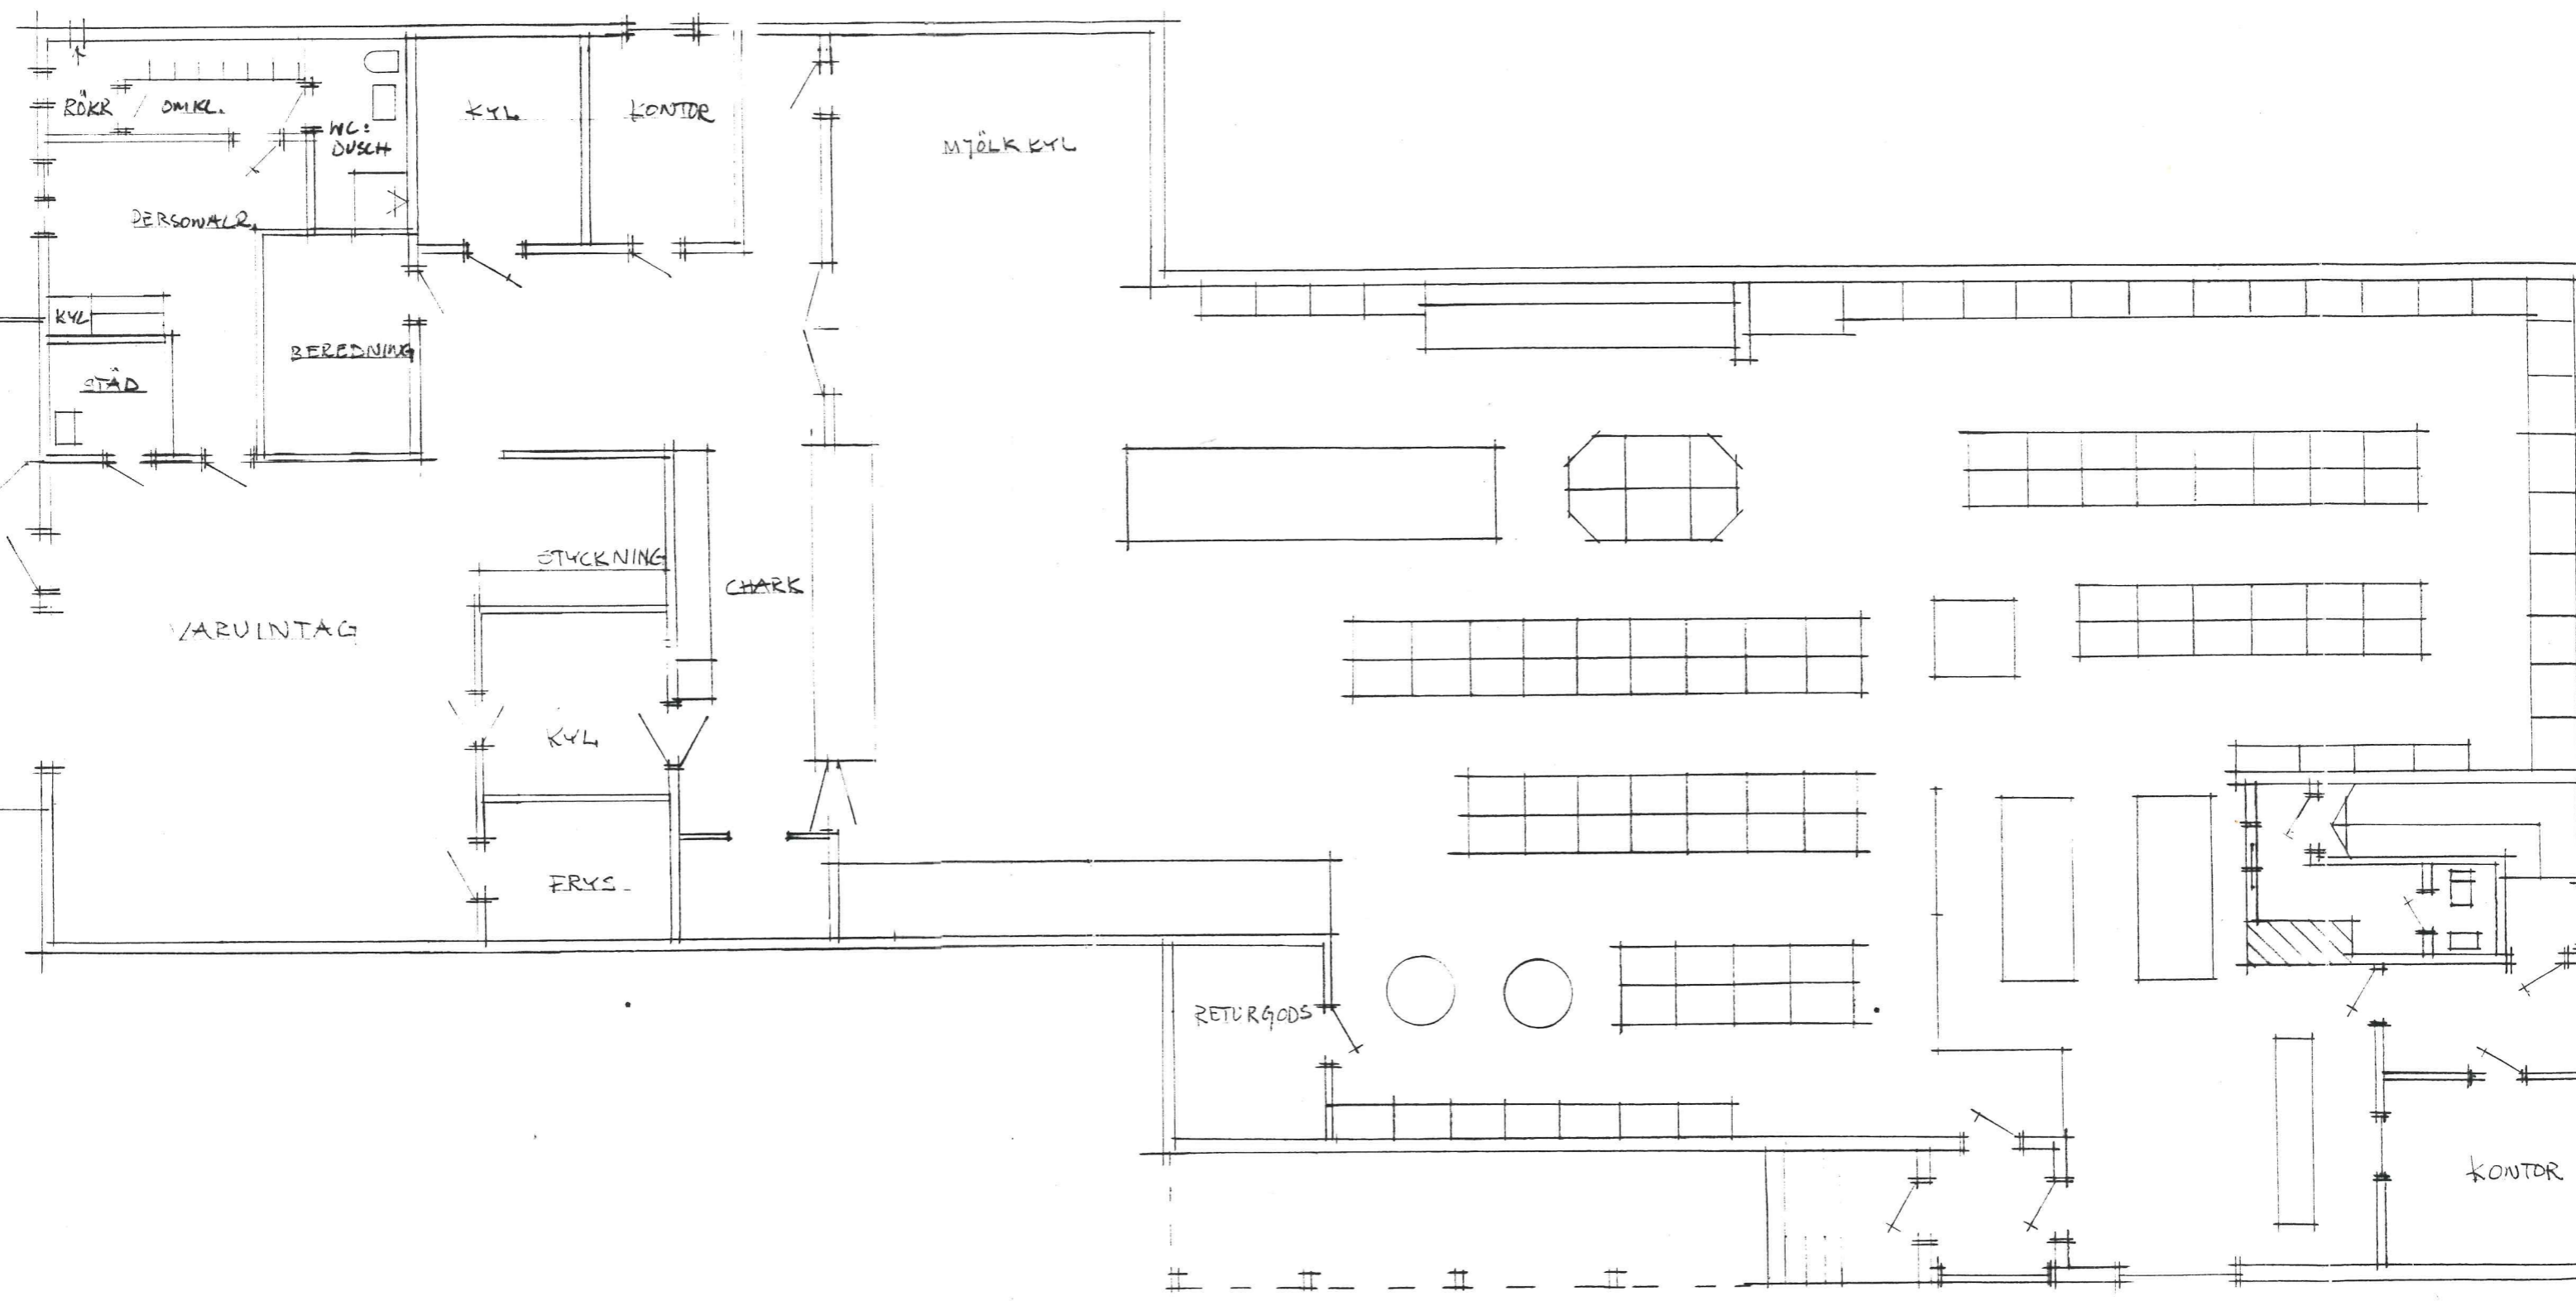 RÖKR
OMKL.
WC:
DUSCH
KYL
KONTOR
MJÖLK KYL
PERSONALR.
KYL
BEREDNING
STÄD
STYCKNING
CHARK
VARUINTAG
KYL
FRYS
RETURGODS
KONTOR